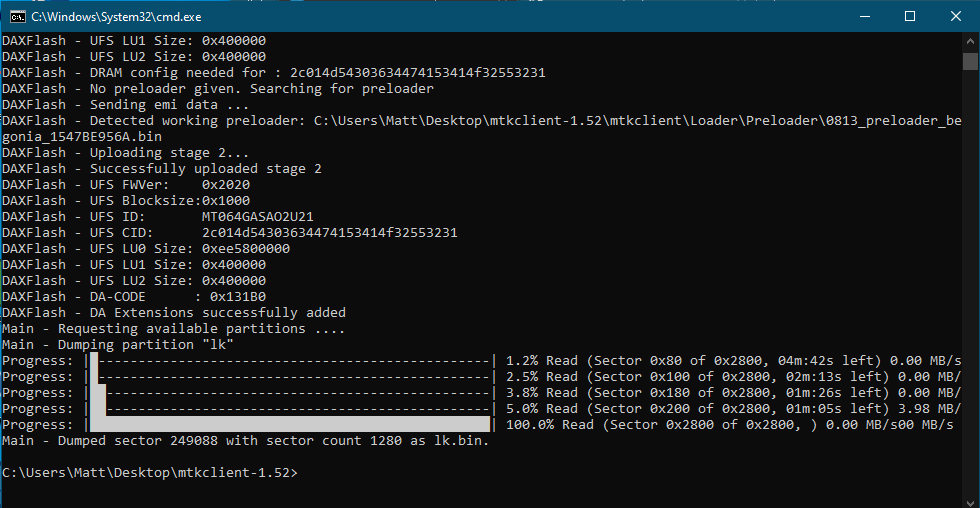 C:\Windows\System32\cmd.exe
DAXFlash - UFS LU1 Size: 0x400000
DAXFlash - UFS LU2 Size: 0x400000
DAXFlash - DRAM config needed for : 2c014d54303634474153414f32553231
DAXFlash - No preloader given. Searching for preloader
DAXFlash - Sending emi data ...
DAXFlash - Detected working preloader: C:\Users\Matt\Desktop\mtkclient-1.52\mtkclient\Loader\Preloader\0813_preloader_be
gonia_1547BE956A.bin
DAXFlash - Uploading stage 2...
DAXFlash - Successfully uploaded stage 2
DAXFlash - UFS FWVer:    0x2020
DAXFlash - UFS Blocksize:0x1000
DAXFlash - UFS ID:       MT064GASAO2U21
DAXFlash - UFS CID:      2c014d54303634474153414f32553231
DAXFlash - UFS LU0 Size: 0xee5800000
DAXFlash - UFS LU1 Size: 0x400000
DAXFlash - UFS LU2 Size: 0x400000
DAXFlash - DA-CODE      : 0x131B0
DAXFlash - DA Extensions successfully added
Main - Requesting available partitions ....
Main - Dumping partition "lk"
Progress: |█-------------------------------------------------| 1.2% Read (Sector 0x80 of 0x2800, 04m:42s left) 0.00 MB/s
Progress: |█-------------------------------------------------| 2.5% Read (Sector 0x100 of 0x2800, 02m:13s left) 0.00 MB/
Progress: |██------------------------------------------------| 3.8% Read (Sector 0x180 of 0x2800, 01m:26s left) 0.00 MB/
Progress: |██------------------------------------------------| 5.0% Read (Sector 0x200 of 0x2800, 01m:05s left) 3.98 MB/
Progress: |██████████████████████████████████████████████████| 100.0% Read (Sector 0x2800 of 0x2800, ) 0.00 MB/s00 MB/s
Main - Dumped sector 249088 with sector count 1280 as lk.bin.
C:\Users\Matt\Desktop\mtkclient-1.52>